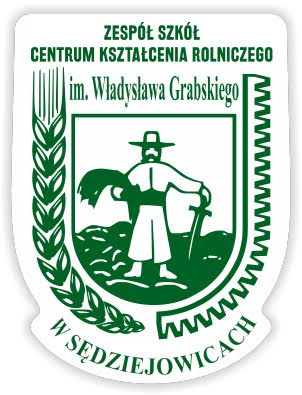 ZESPÓŁ SZKÓŁ
CENTRUM KSZTAŁCENIA ROLNICZEGO
im. Władysława Grabskiego
W SĘDZIEJOWICACH